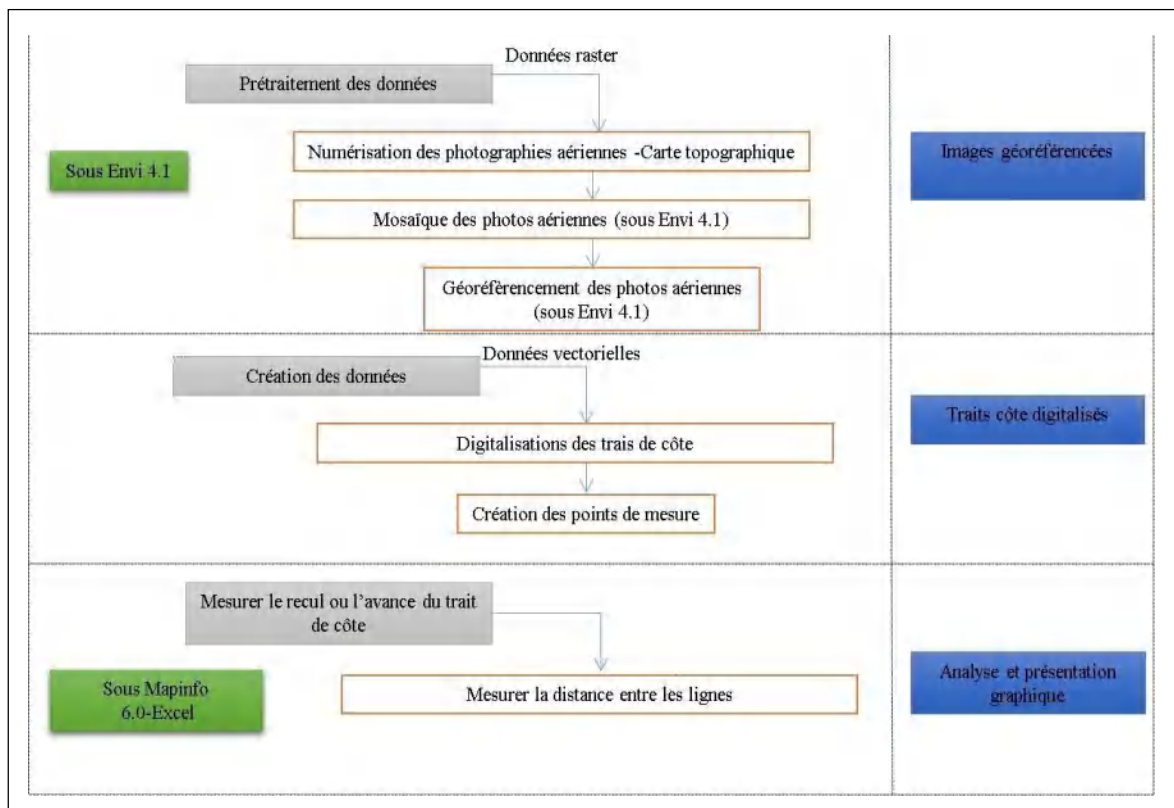 Données raster
Prétraitement des données
Numérisation des photographies aériennes -Carte topographique
Sous Envi 4.1
Images géoréférencées
Mosaïque des photos aériennes (sous Envi 4.1)
Géoréfèrencement des photos aériennes
(sous Envi 4.1)
Données vectorielles
Création des données
Traits côte digitalisés
Digitalisations des trais de côte
Création des points de mesure
Mesurer le recul ou l'avance du trait
de côte
Sous Mapinfo
6.0-Excel
Mesurer la distance entre les lignes
Analyse et présentation
graphique